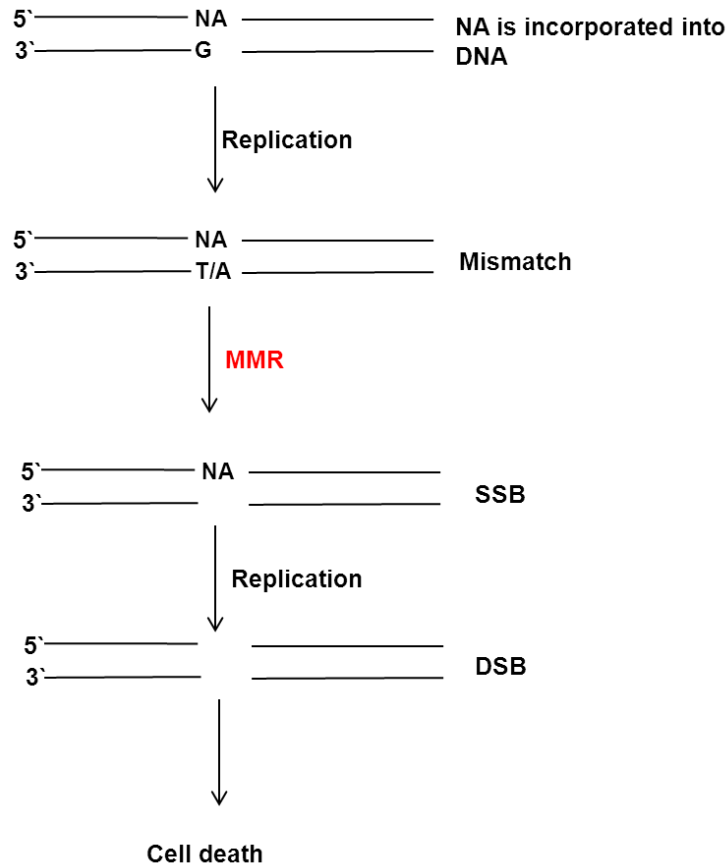 5` NA
NA is incorporated into
3` G
DNA
Replication
5` NA
3` T/A
Mismatch
MMR
5` NA
3`
SSB
Replication
5`
3`
DSB
Cell death